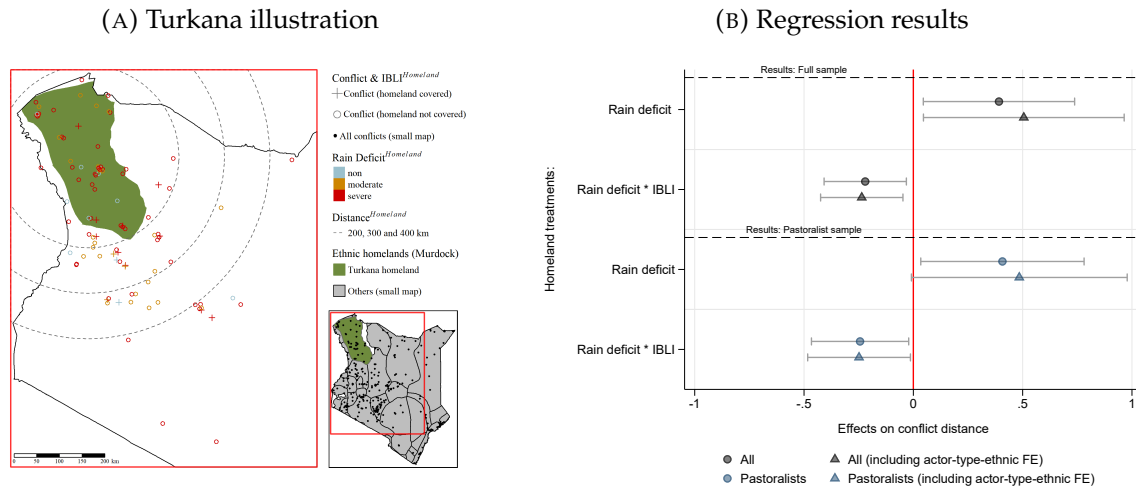 (A) Turkana illustration
Conflict & IBLI^Homeland
Conflict (homeland covered)
Conflict (homeland not covered)
All conflicts (small map)
Rain Deficit^Homeland
non
moderate
severe
Distance^Homeland
200, 300 and 400 km
Ethnic homelands (Murdock)
Turkana homeland
Others (small map)
0 50 100 150 200 km
(B) Regression results
Homeland treatments:
Results: Full sample
Rain deficit
Rain deficit * IBLI
Results: Pastoralist sample
Rain deficit
Rain deficit * IBLI
-1 -.5 0 .5 1
Effects on conflict distance
All All (including actor-type-ethnic FE)
Pastoralists Pastoralists (including actor-type-ethnic FE)